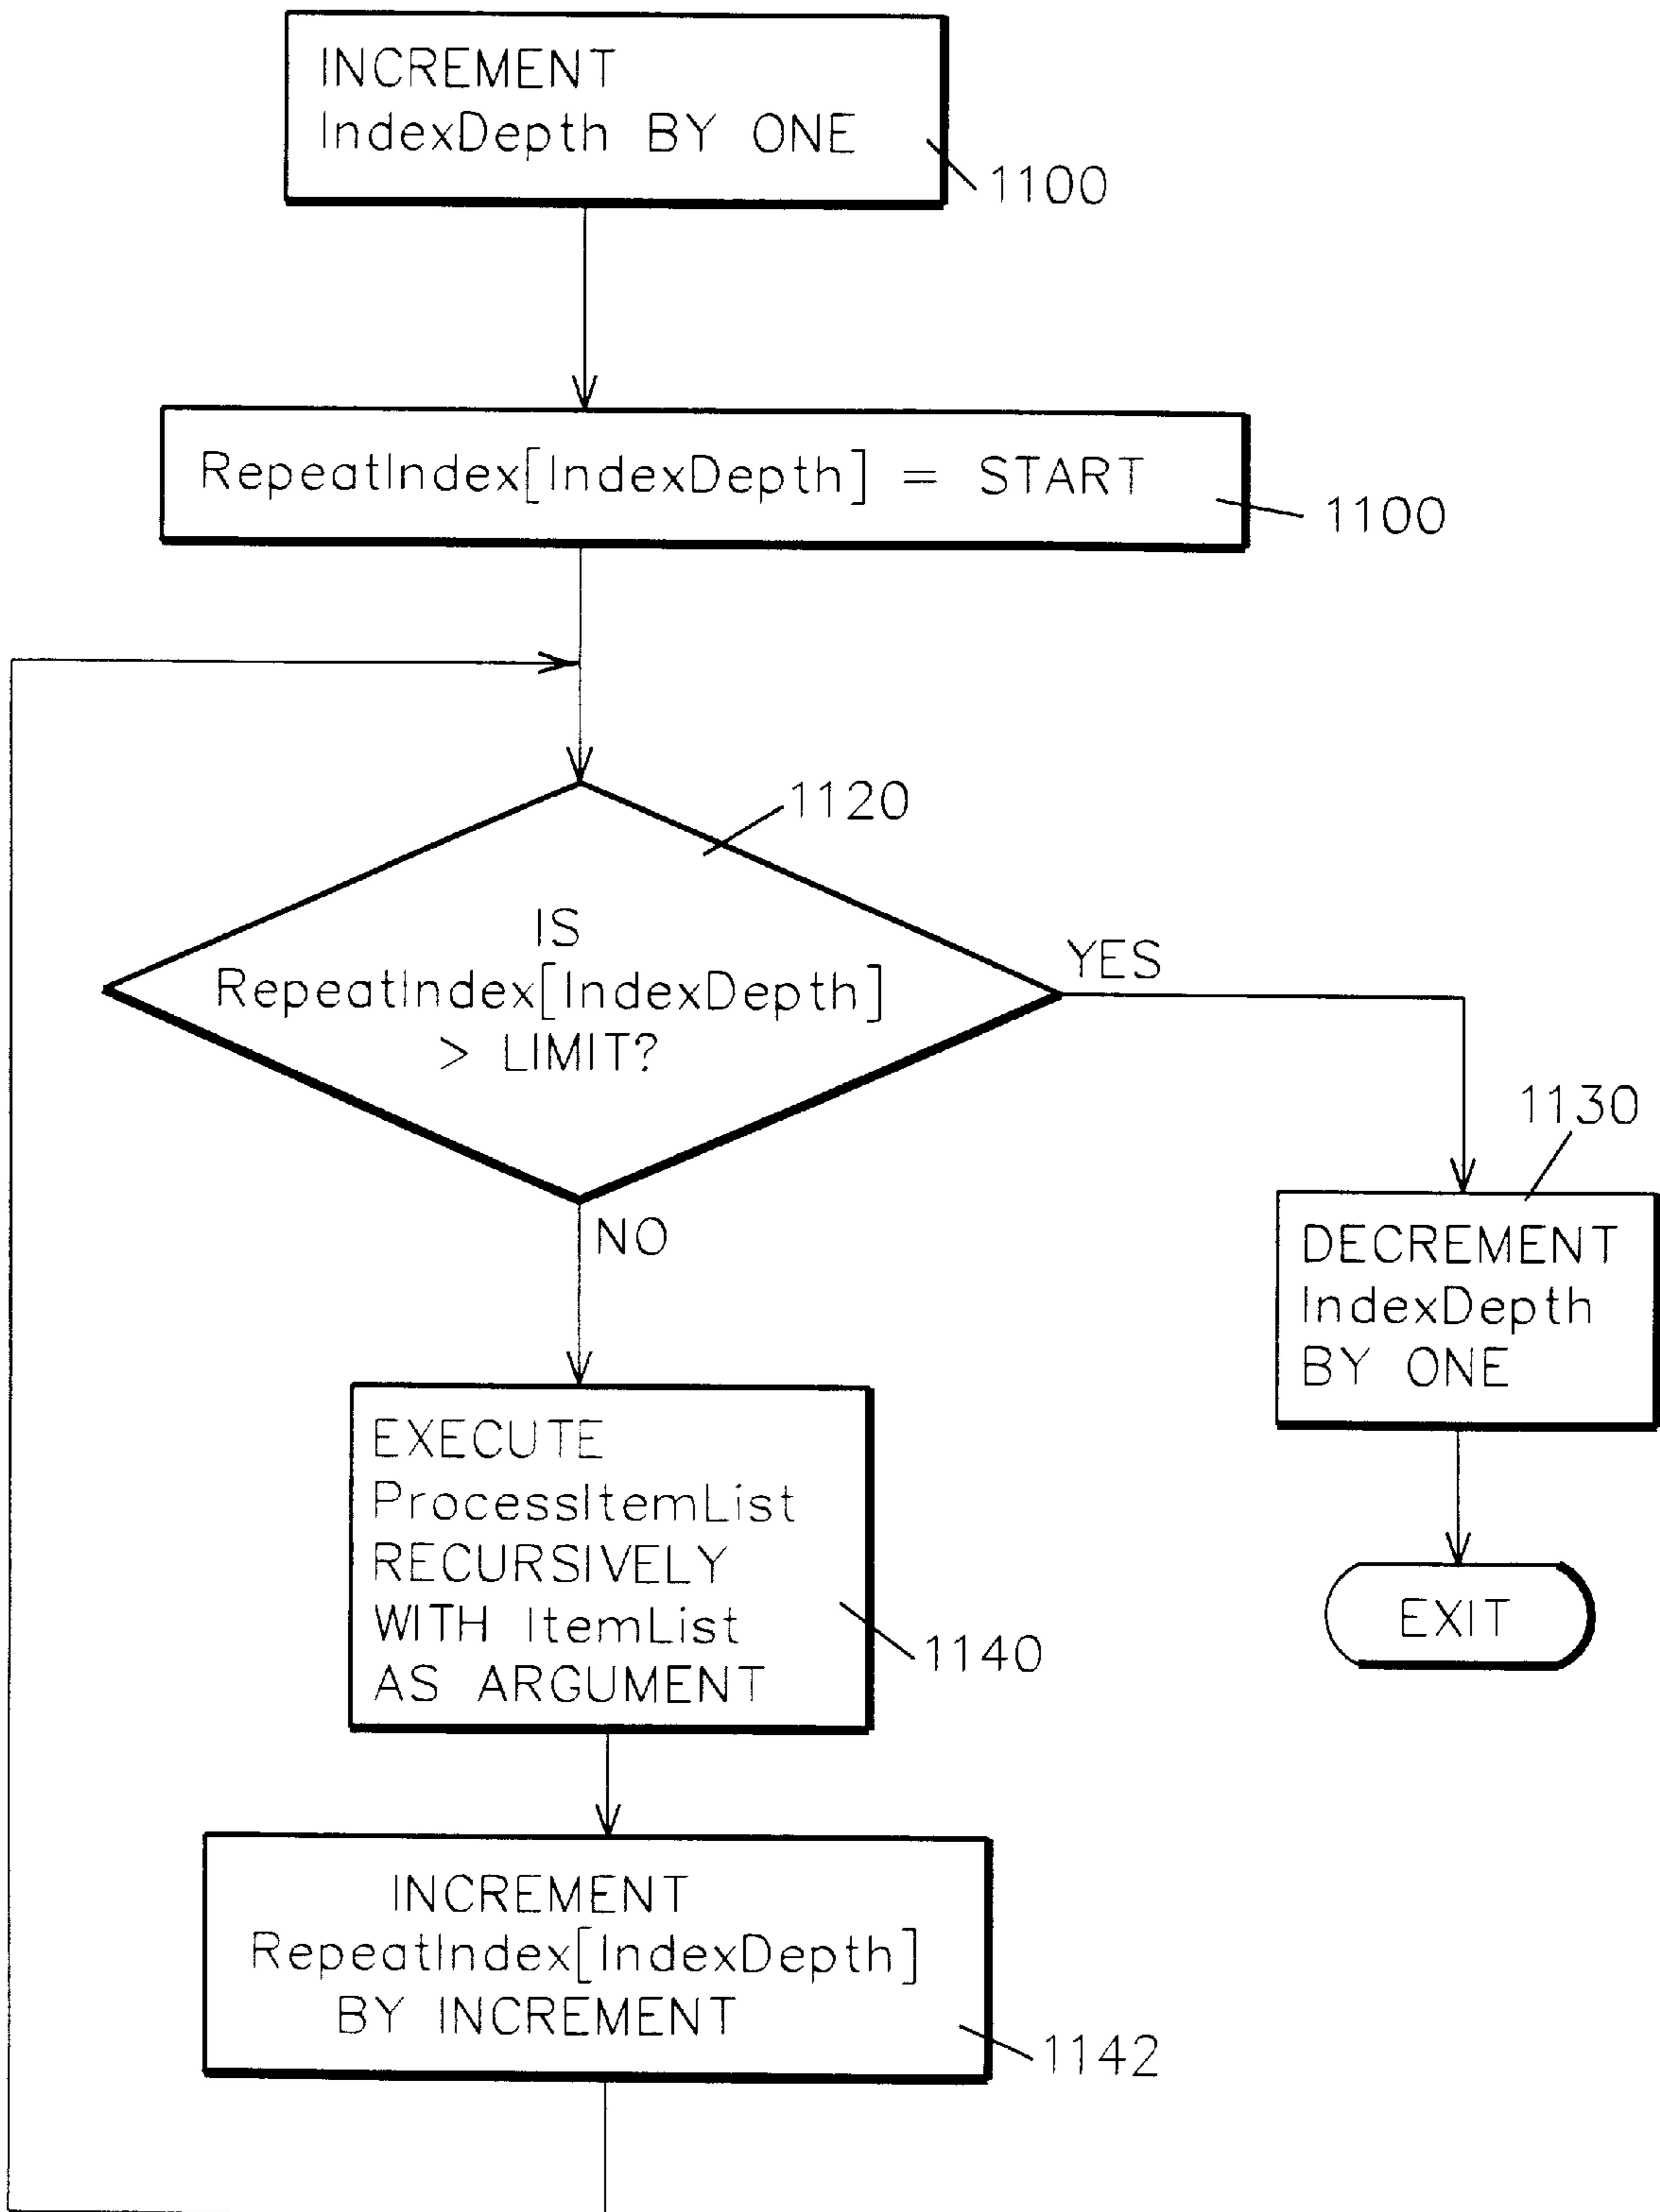 INCREMENT
IndexDepth BY ONE
1100
RepeatIndex[IndexDepth] = START
1100
1120
IS
RepeatIndex[IndexDepth]
> LIMIT?
YES
NO
1130
DECREMENT
IndexDepth
BY ONE
EXIT
EXECUTE
ProcessItemList
RECURSIVELY
WITH ItemList
AS ARGUMENT
1140
INCREMENT
RepeatIndex[IndexDepth]
BY INCREMENT
1142